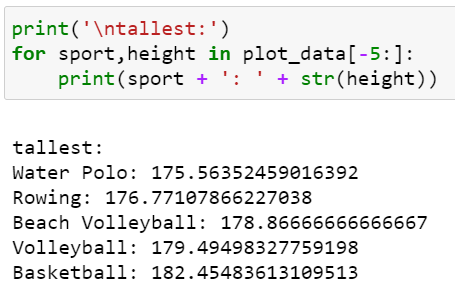 print('\ntallest:')
for sport,height in plot_data[-5:]:
    print(sport + ': ' + str(height))
tallest:
Water Polo: 175.56352459016392
Rowing: 176.77107866227038
Beach Volleyball: 178.86666666666667
Volleyball: 179.49498327759198
Basketball: 182.45483613109513